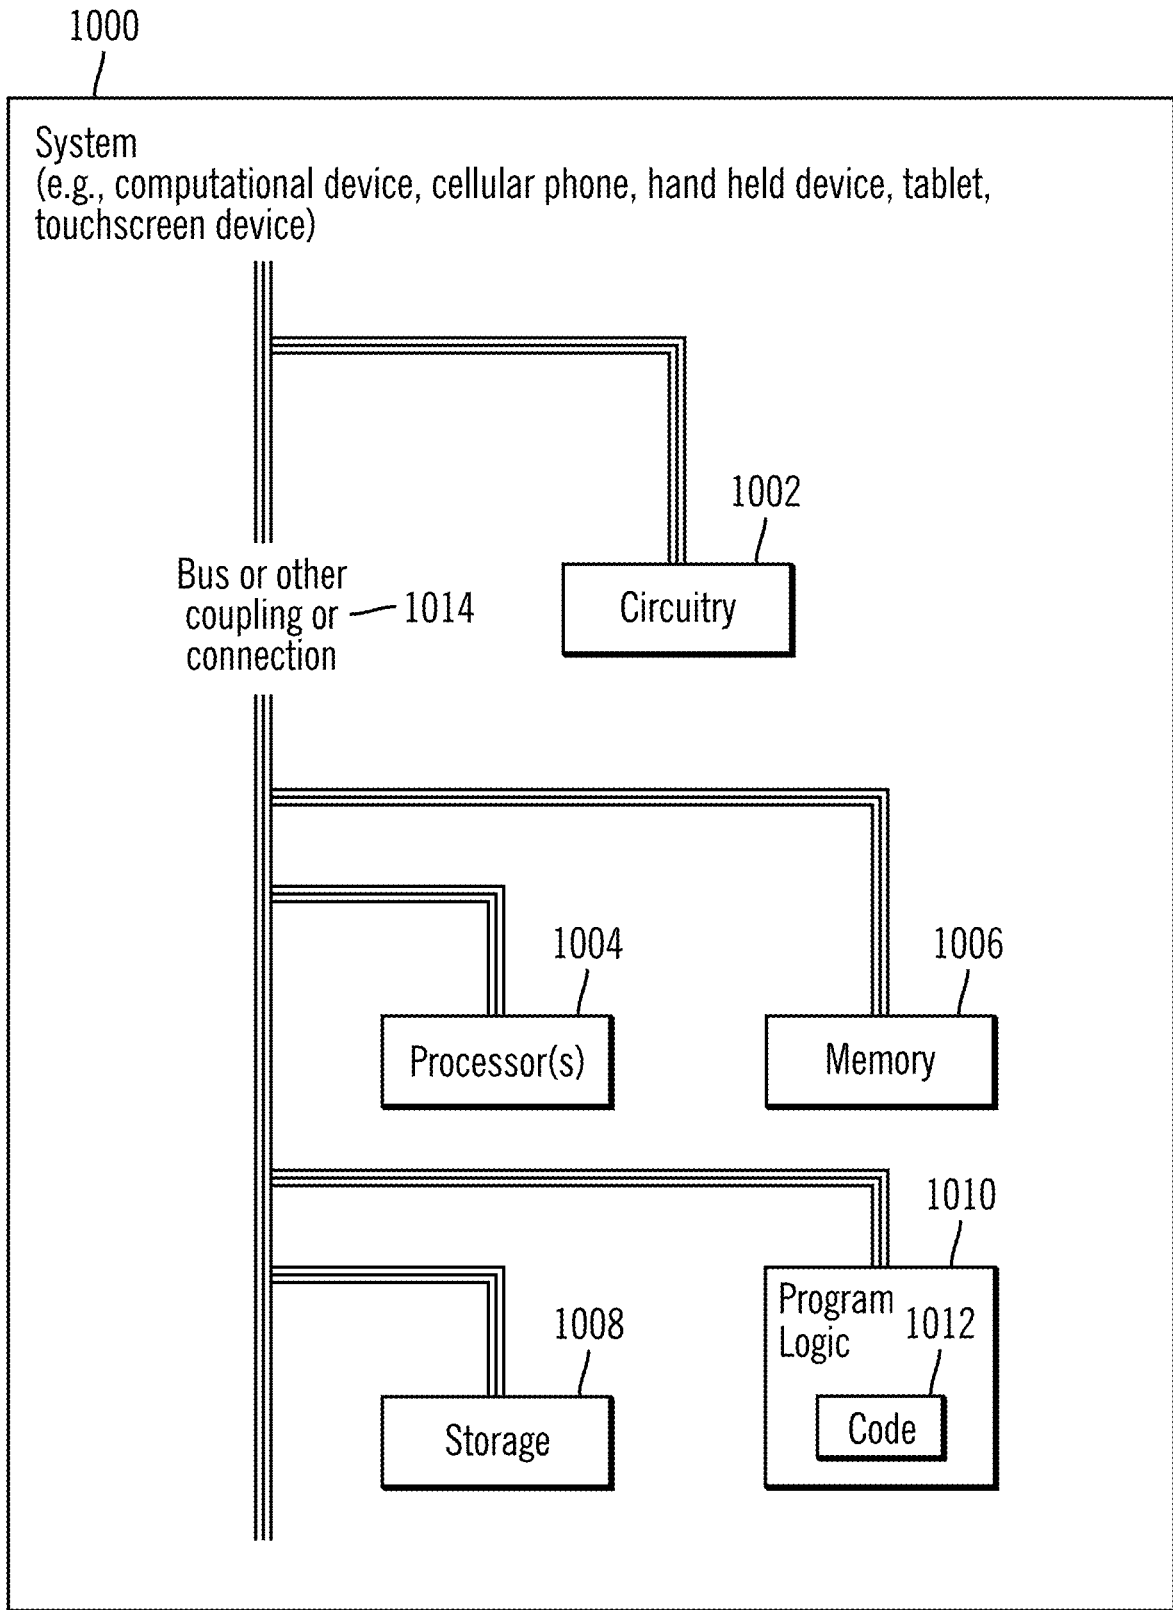 1000
System
(e.g., computational device, cellular phone, hand held device, tablet,
touchscreen device)
1002
Circuitry
Bus or other
coupling or
connection
1014
1004
Processor(s)
1006
Memory
1010
Program
Logic
1012
Code
1008
Storage